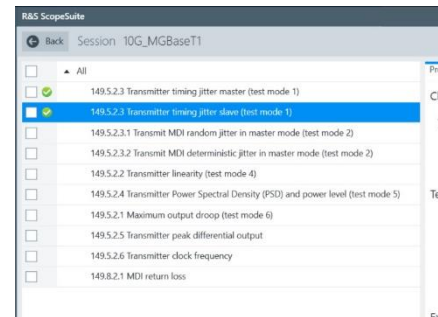 R&S ScopeSuite
Back Session 10G_MGBaseT1
All
149.5.2.3 Transmitter timing jitter master (test mode 1)
149.5.2.3 Transmitter timing jitter slave (test mode 1)
149.5.2.3.1 Transmit MDI random jitter in master mode (test mode 2)
149.5.2.3.2 Transmit MDI deterministic jitter in master mode (test mode 2)
149.5.2.2 Transmitter linearity (test mode 4)
149.5.2.4 Transmitter Power Spectral Density (PSD) and power level (test mode 5)
149.5.2.1 Maximum output droop (test mode 6)
149.5.2.5 Transmitter peak differential output
149.5.2.6 Transmitter clock frequency
149.8.2.1 MDI return loss